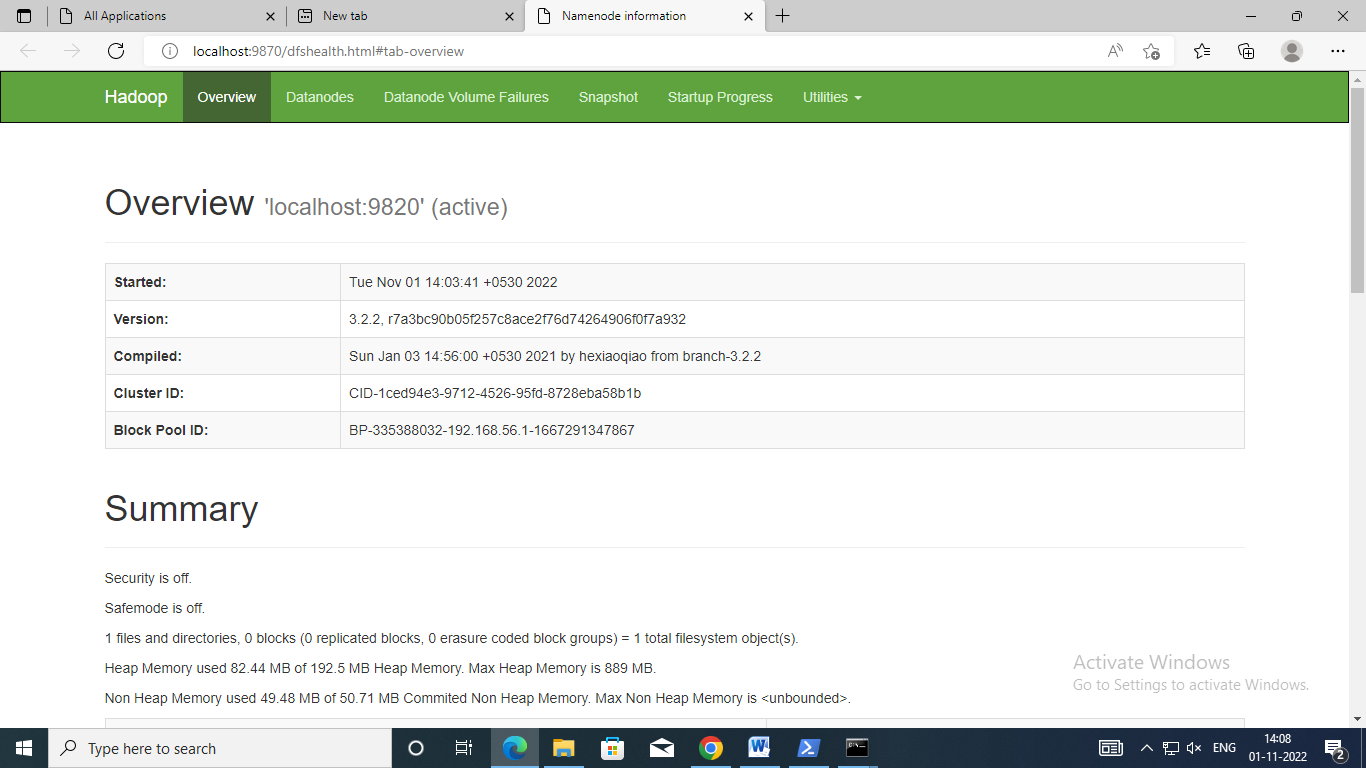 All Applications
New tab
Namenode information
localhost:9870/dfshealth.html#tab-overview
Hadoop Overview Datanodes Datanode Volume Failures Snapshot Startup Progress Utilities
Overview 'localhost:9820' (active)
Started: Tue Nov 01 14:03:41 +0530 2022
Version: 3.2.2, r7a3bc90b05f257c8ace2f76d74264906f0f7a932
Compiled: Sun Jan 03 14:56:00 +0530 2021 by hexiaoqiao from branch-3.2.2
Cluster ID: CID-1ced94e3-9712-4526-95fd-8728eba58b1b
Block Pool ID: BP-335388032-192.168.56.1-1667291347867
Summary
Security is off.
Safemode is off.
1 files and directories, 0 blocks (0 replicated blocks, 0 erasure coded block groups) = 1 total filesystem object(s).
Heap Memory used 82.44 MB of 192.5 MB Heap Memory. Max Heap Memory is 889 MB.
Non Heap Memory used 49.48 MB of 50.71 MB Commited Non Heap Memory. Max Non Heap Memory is <unbounded>.
Activate Windows
Go to Settings to activate Windows.
Type here to search
ENG
14:08
01-11-2022
2